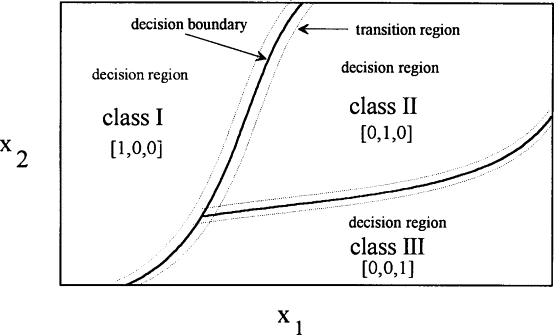 decision boundary
transition region
decision region
class I
[1,0,0]
decision region
class II
[0,1,0]
decision region
class III
[0,0,1]
x2
x1